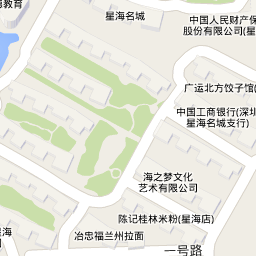 教育
星海名城
中国人民财产保
股份有限公司(星
广运北方饺子馆(
中国工商银行(深圳
星海名城支行)
海之梦文化
艺术有限公司
陈记桂林米粉(星海店)
星海
冶忠福兰州拉面
一号路